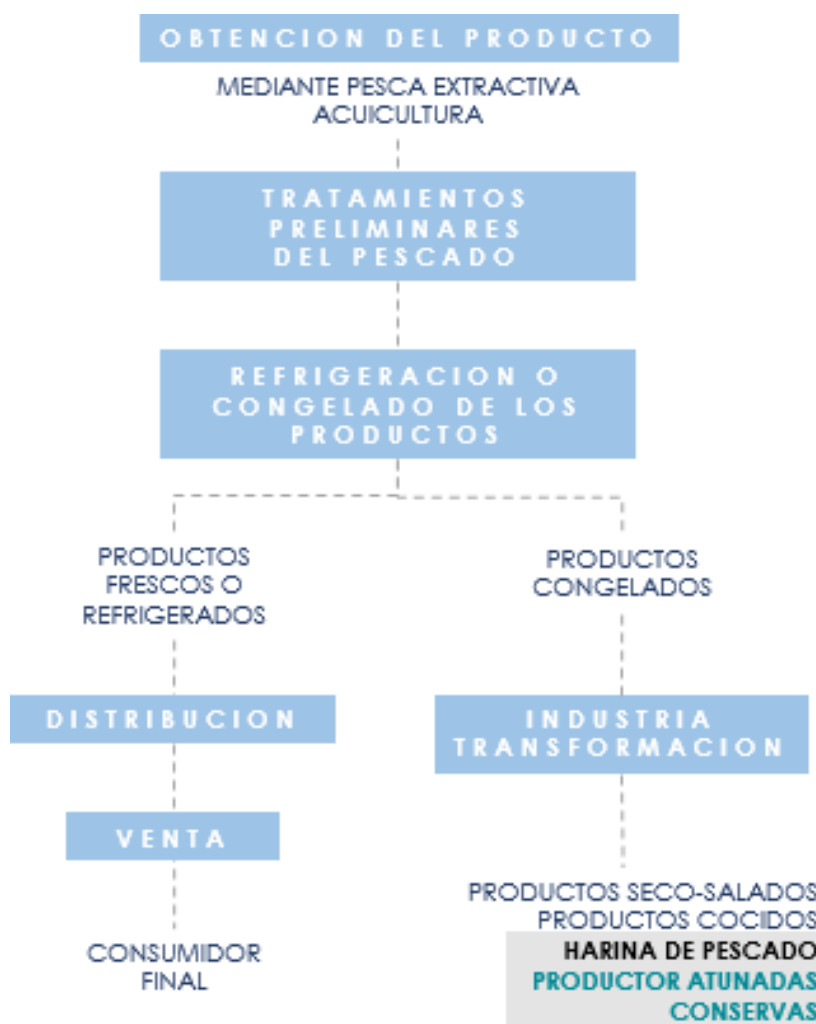 OBTENCION DEL PRODUCTO
MEDIANTE PESCA EXTRACTIVA
ACUICULTURA
TRATAMIENTOS
PRELIMINARES
DEL PESCADO
REFRIGERACION O
CONGELADO DE LOS
PRODUCTOS
PRODUCTOS
FRESCOS O
REFRIGERADOS
PRODUCTOS
CONGELADOS
DISTRIBUCION
INDUSTRIA
TRANSFORMACION
VENTA
CONSUMIDOR
FINAL
PRODUCTOS SECO-SALADOS
PRODUCTOS COCIDOS
HARINA DE PESCADO
PRODUCTOR ATUNADAS
CONSERVAS